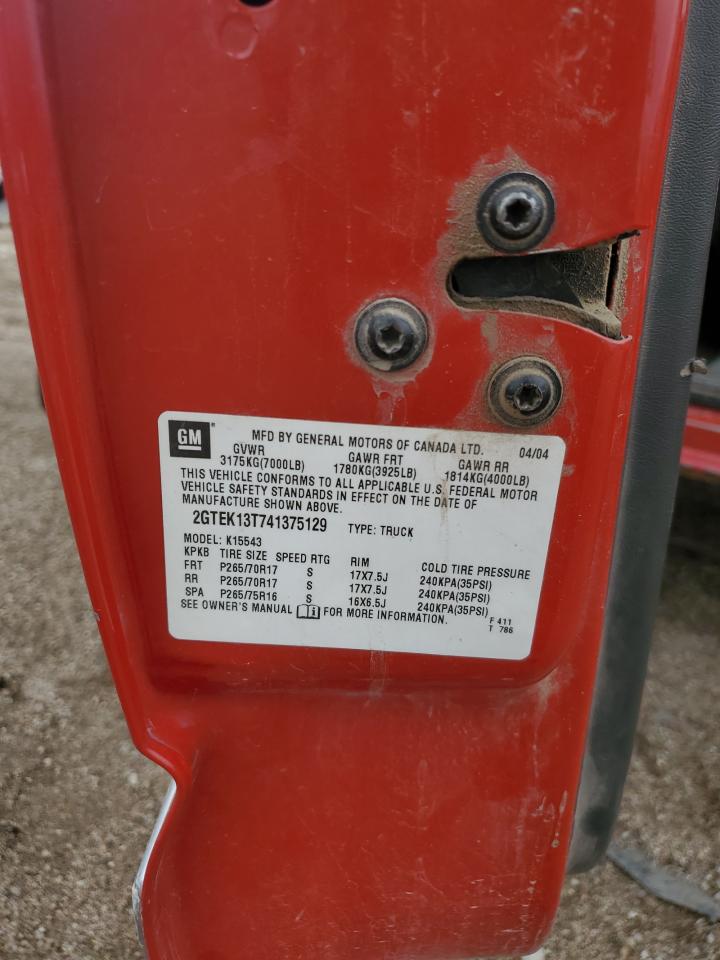 GM MFD BY GENERAL MOTORS OF CANADA LTD. 04/04
GVWR GAWR FRT GAWR RR
3175KG(7000LB) 1780KG(3925LB) 1814KG(4000LB)
THIS VEHICLE CONFORMS TO ALL APPLICABLE U.S. FEDERAL MOTOR
VEHICLE SAFETY STANDARDS IN EFFECT ON THE DATE OF
MANUFACTURE SHOWN ABOVE.
2GTEK13T741375129 TYPE: TRUCK
MODEL: K15543
KPKB TIRE SIZE SPEED RTG RIM COLD TIRE PRESSURE
FRT P265/70R17 S 17X7.5J 240KPA(35PSI)
RR P265/70R17 S 17X7.5J 240KPA(35PSI)
SPA P265/75R16 S 16X6.5J 240KPA(35PSI)
SEE OWNER'S MANUAL i FOR MORE INFORMATION. F 411
T 786